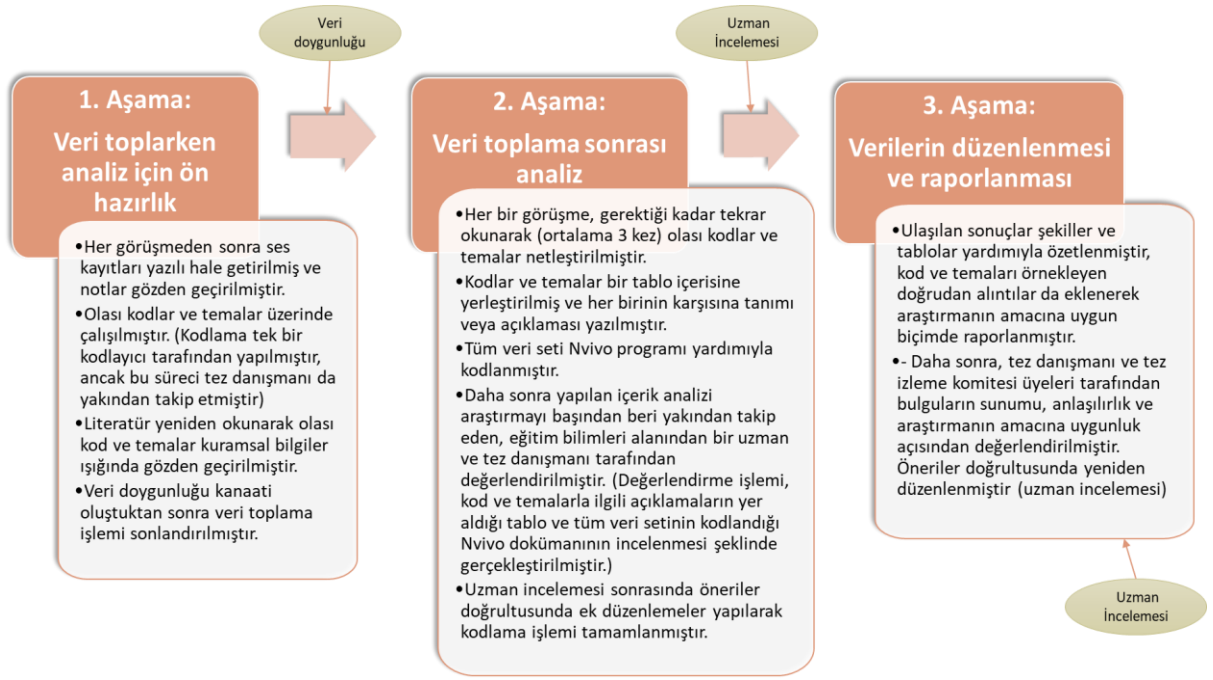 Veri
doygunluğu
Uzman
İncelemesi
1. Aşama:
Veri toplarken
analiz için ön
hazırlık
•Her görüşmeden sonra ses
kayıtları yazılı hale getirilmiş ve
notlar gözden geçirilmiştir.
•Olası kodlar ve temalar üzerinde
çalışılmıştır. (Kodlama tek bir
kodlayıcı tarafından yapılmıştır,
ancak bu süreci tez danışmanı da
yakından takip etmiştir)
•Literatür yeniden okunarak olası
kod ve temalar kuramsal bilgiler
ışığında gözden geçirilmiştir.
•Veri doygunluğu kanaati
oluştuktan sonra veri toplama
işlemi sonlandırılmıştır.
2. Aşama:
Veri toplama sonrası
analiz
•Her bir görüşme, gerektiği kadar tekrar
okunarak (ortalama 3 kez) olası kodlar ve
temalar netleştirilmiştir.
•Kodlar ve temalar bir tablo içerisine
yerleştirilmiş ve her birinin karşısına tanımı
veya açıklaması yazılmıştır.
•Tüm veri seti Nvivo programı yardımıyla
kodlanmıştır.
•Daha sonra yapılan içerik analizi
araştırmayı başından beri yakından takip
eden, eğitim bilimleri alanından bir uzman
ve tez danışmanı tarafından
değerlendirilmiştir. (Değerlendirme işlemi,
kod ve temalarla ilgili açıklamaların yer
aldığı tablo ve tüm veri setinin kodlandığı
Nvivo dokümanının incelenmesi şeklinde
gerçekleştirilmiştir.)
•Uzman incelemesi sonrasında öneriler
doğrultusunda ek düzenlemeler yapılarak
kodlama işlemi tamamlanmıştır.
3. Aşama:
Verilerin düzenlenmesi
ve raporlanması
•Ulaşılan sonuçlar şekiller ve
tablolar yardımıyla özetlenmiştir,
kod ve temaları örnekleyen
doğrudan alıntılar da eklenerek
araştırmanın amacına uygun
biçimde raporlanmıştır.
•- Daha sonra, tez danışmanı ve tez
izleme komitesi üyeleri tarafından
bulguların sunumu, anlaşılırlık ve
araştırmanın amacına uygunluk
açısından değerlendirilmiştir.
Öneriler doğrultusunda yeniden
düzenlenmiştir (uzman incelemesi)
Uzman
İncelemesi